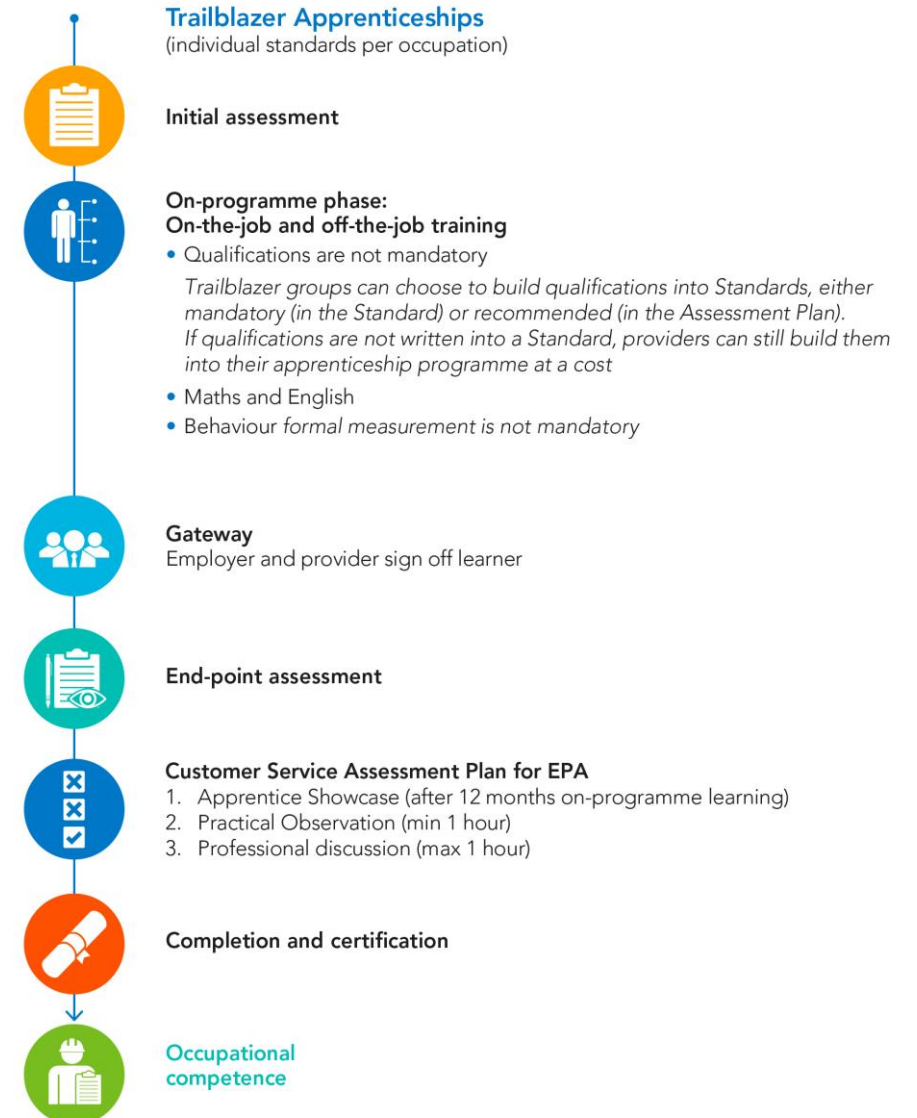 Trailblazer Apprenticeships
(individual standards per occupation)
Initial assessment
On-programme phase:
On-the-job and off-the-job training
• Qualifications are not mandatory
Trailblazer groups can choose to build qualifications into Standards, either
mandatory (in the Standard) or recommended (in the Assessment Plan).
If qualifications are not written into a Standard, providers can still build them
into their apprenticeship programme at a cost
• Maths and English
• Behaviour formal measurement is not mandatory
Gateway
Employer and provider sign off learner
End-point assessment
Customer Service Assessment Plan for EPA
1. Apprentice Showcase (after 12 months on-programme learning)
2. Practical Observation (min 1 hour)
3. Professional discussion (max 1 hour)
Completion and certification
Occupational
competence